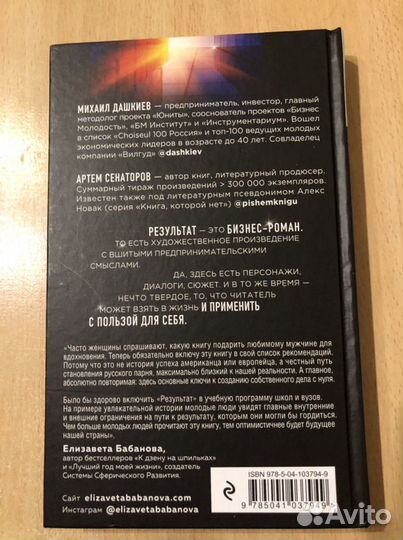 МИХАИЛ ДАШКИЕВ — предприниматель, инвестор, главный
методолог проекта «Юниты», сооснователь проектов «Бизнес
Молодость», «БМ Институт» и «Инструментариум». Вошел
в список «Choiseul 100 Россия» и топ-100 ведущих молодых
экономических лидеров в возрасте до 40 лет. Совладелец
компании «Вилгуд» @dashkiev
АРТЕМ СЕНАТОРОВ — автор книг, литературный продюсер.
Суммарный тираж произведений > 300 000 экземпляров.
Известен также под литературным псевдонимом Алекс
Новак (серия «Книга, которой нет») @pishemknigu
РЕЗУЛЬТАТ — ЭТО БИЗНЕС-РОМАН.
ТО ЕСТЬ ХУДОЖЕСТВЕННОЕ ПРОИЗВЕДЕНИЕ
С ВШИТЫМИ ПРЕДПРИНИМАТЕЛЬСКИМИ
СМЫСЛАМИ.
ДА, ЗДЕСЬ ЕСТЬ ПЕРСОНАЖИ,
ДИАЛОГИ, СЮЖЕТ. И В ТО ЖЕ ВРЕМЯ —
НЕЧТО ТВЕРДОЕ, ТО, ЧТО ЧИТАТЕЛЬ
МОЖЕТ ВЗЯТЬ В ЖИЗНЬ И ПРИМЕНИТЬ
С ПОЛЬЗОЙ ДЛЯ СЕБЯ.
«Часто женщины спрашивают, какую книгу подарить любимому мужчине для
вдохновения. Теперь обязательно включу эту книгу в свой список рекомендаций.
Потому что это не история успеха американца или европейца, а честный путь
становления русского парня, максимально близкий к нашей реальности. А главное,
абсолютно повторимая: здесь основные ключи к созданию собственного дела с нуля.
Было бы здорово включить «Результат» в учебную программу школ и вузов.
На примере увлекательной истории молодые люди увидят главные внутренние
и внешние ограничения на пути к результату, которым они могли бы гордиться.
Чем больше молодых людей прочитают эту книгу, тем оптимистичнее будет будущее
нашей страны»,
Елизавета Бабанова,
автор бестселлеров «К дзену на шпильках»
и «Лучший год моей жизни», создатель
Системы Сферического Развития.
Сайт elizavetababanova.com
Инстаграм @elizavetababanova
ISBN 978-5-04-103794-9
9 785041 037949 >
Avito